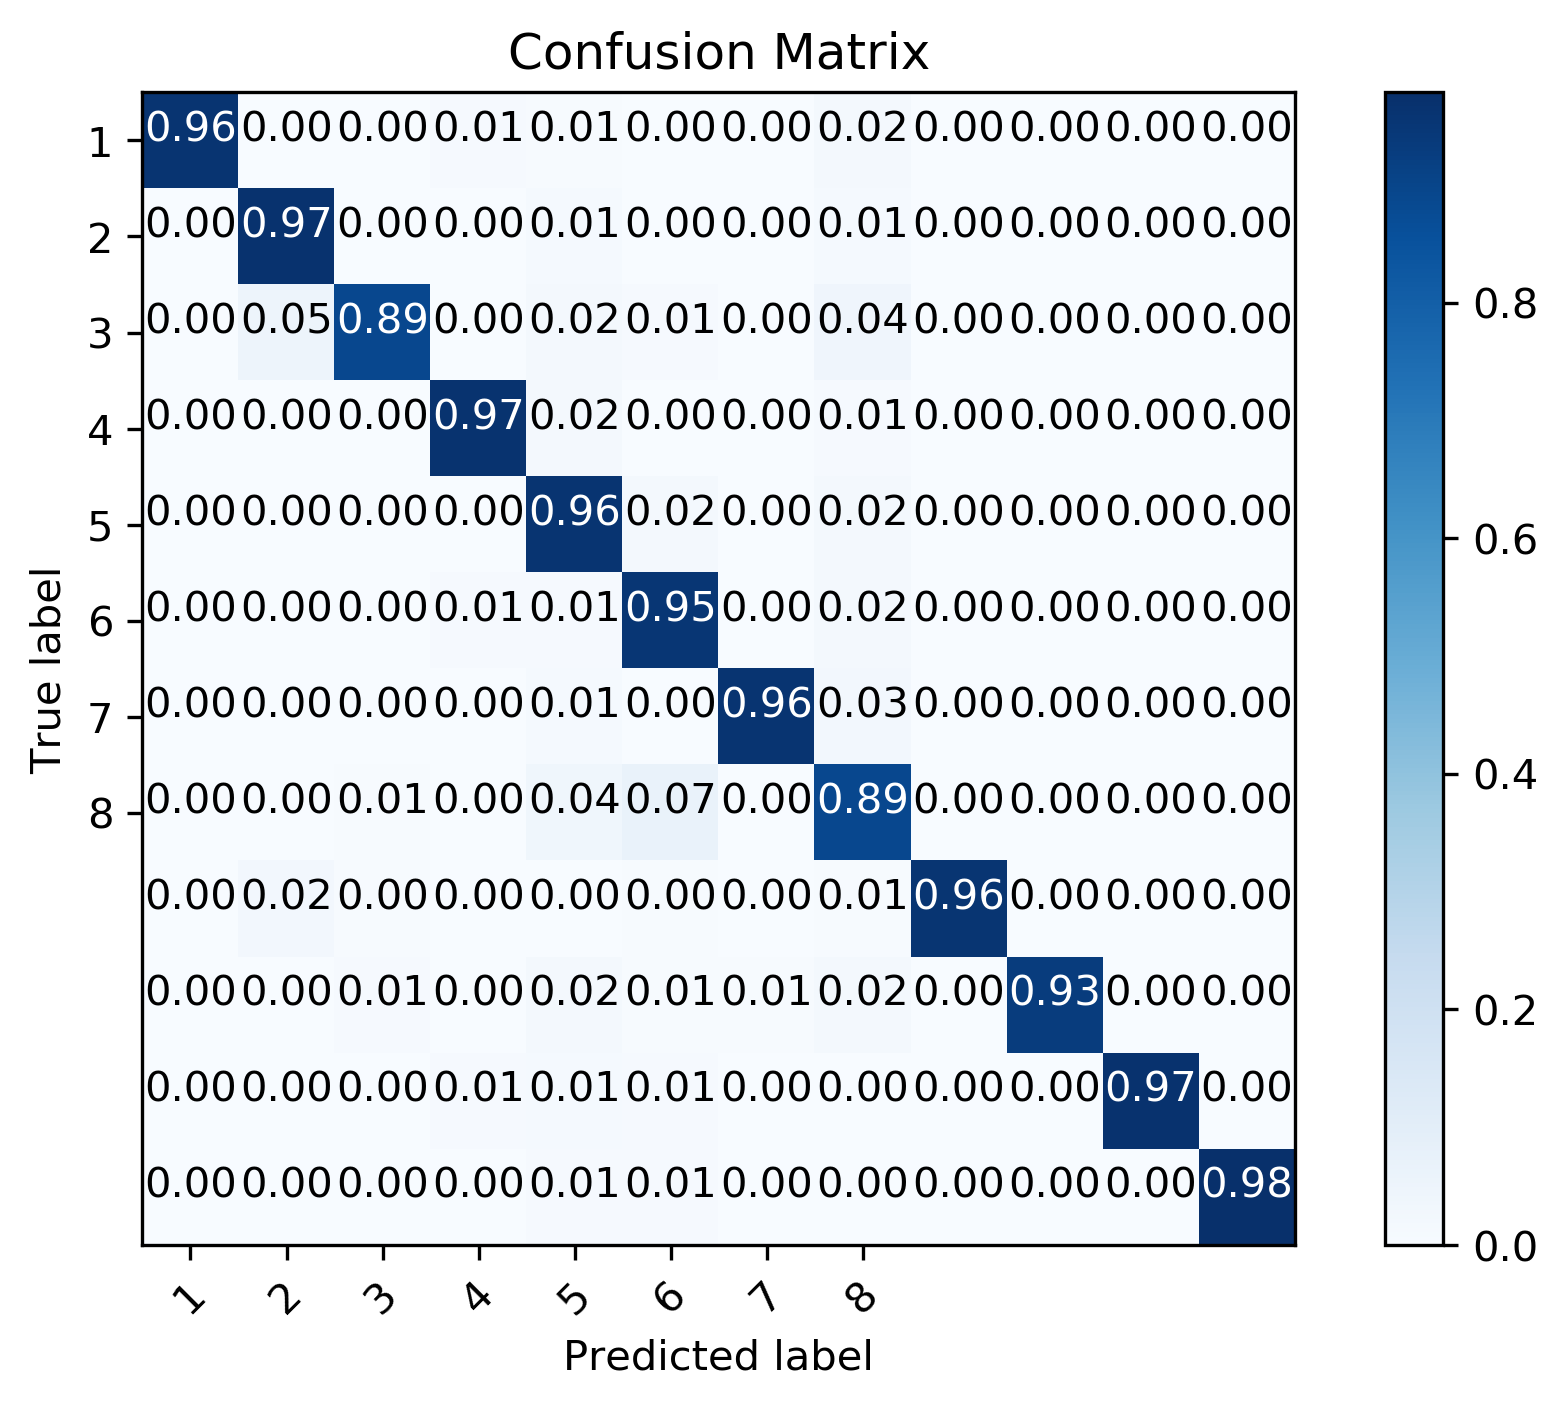 Confusion Matrix
1 0.96 0.00 0.00 0.01 0.01 0.00 0.00 0.02 0.00 0.00 0.00 0.00
2 0.00 0.97 0.00 0.00 0.01 0.00 0.00 0.01 0.00 0.00 0.00 0.00
3 0.00 0.05 0.89 0.00 0.02 0.01 0.00 0.04 0.00 0.00 0.00 0.00
4 0.00 0.00 0.00 0.97 0.02 0.00 0.00 0.01 0.00 0.00 0.00 0.00
5 0.00 0.00 0.00 0.00 0.96 0.02 0.00 0.02 0.00 0.00 0.00 0.00
6 0.00 0.00 0.00 0.01 0.01 0.95 0.00 0.02 0.00 0.00 0.00 0.00
7 0.00 0.00 0.00 0.00 0.01 0.00 0.96 0.03 0.00 0.00 0.00 0.00
8 0.00 0.00 0.01 0.00 0.04 0.07 0.00 0.89 0.00 0.00 0.00 0.00
0.00 0.02 0.00 0.00 0.00 0.00 0.00 0.01 0.96 0.00 0.00 0.00
0.00 0.00 0.01 0.00 0.02 0.01 0.01 0.02 0.00 0.93 0.00 0.00
0.00 0.00 0.00 0.01 0.01 0.01 0.00 0.00 0.00 0.00 0.97 0.00
0.00 0.00 0.00 0.00 0.01 0.01 0.00 0.00 0.00 0.00 0.00 0.98
1 2 3 4 5 6 7 8
Predicted label
True label
0.8
0.6
0.4
0.2
0.0